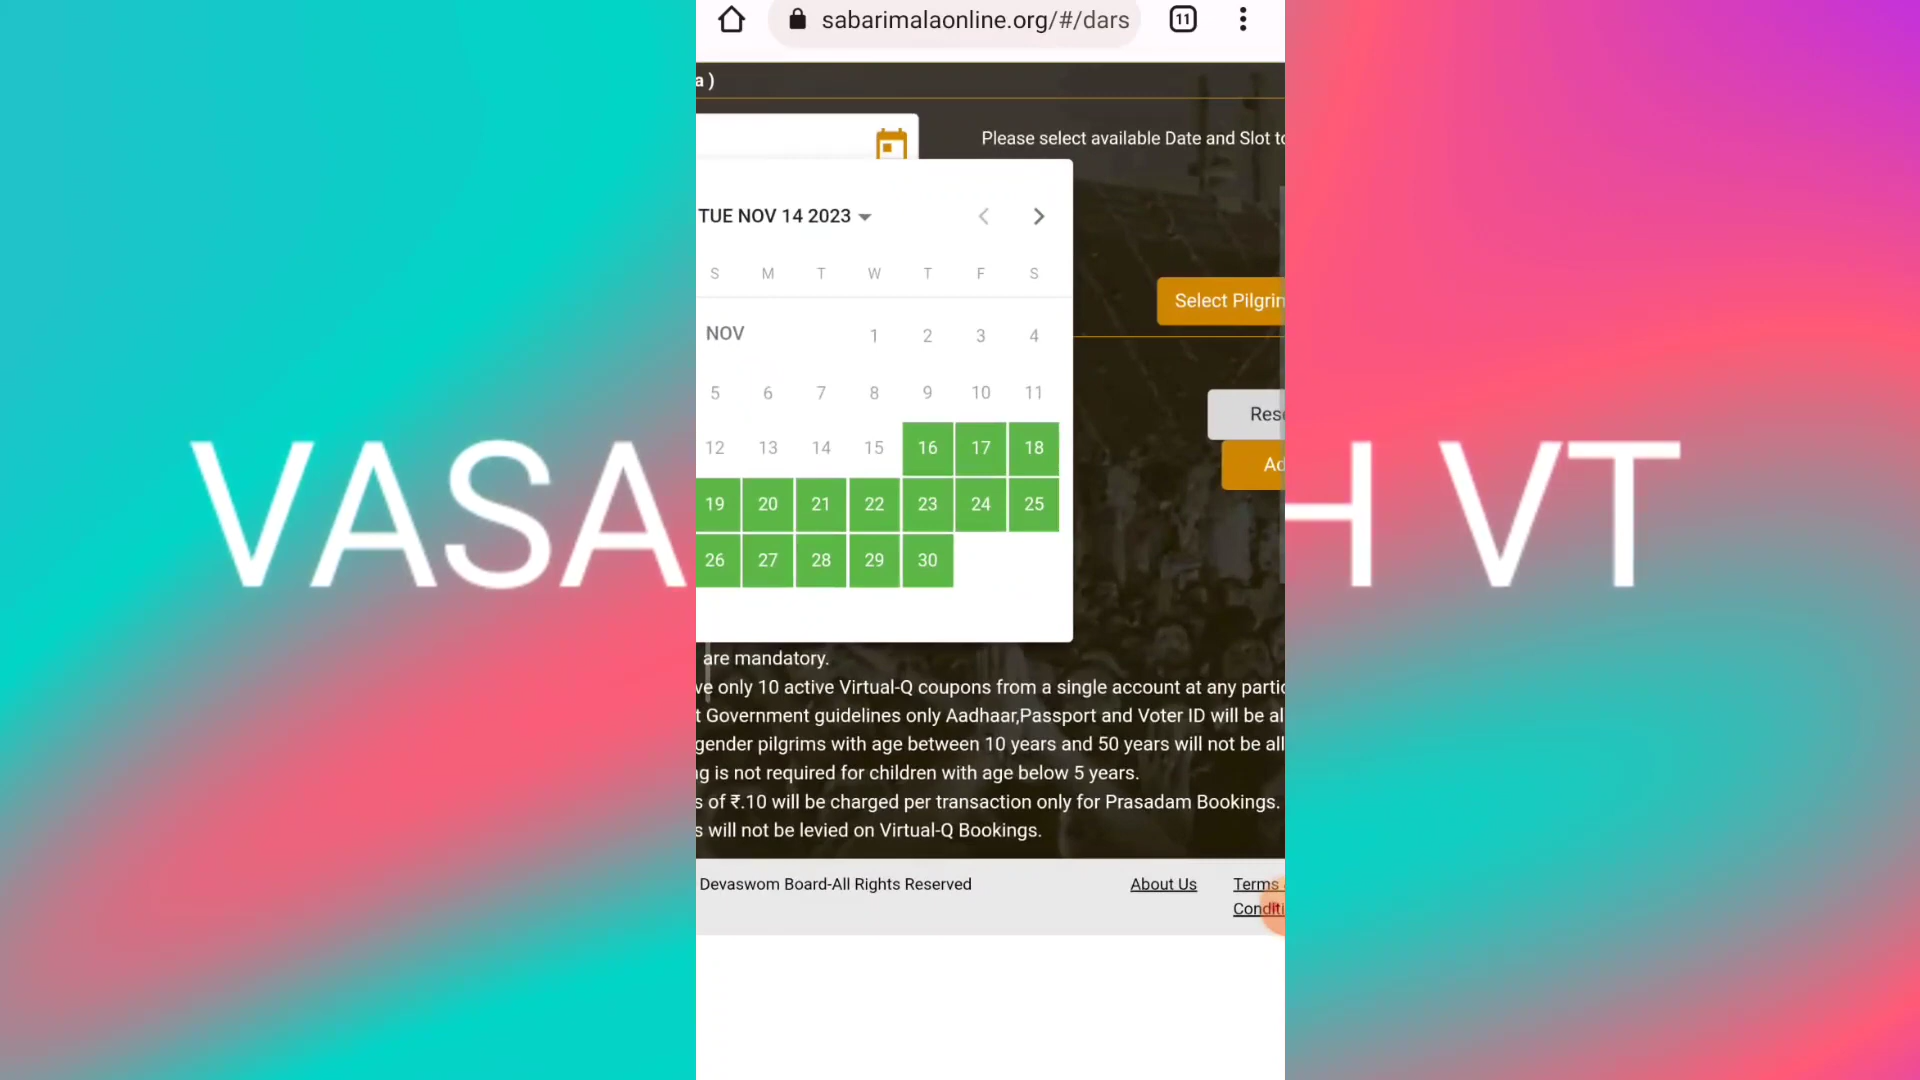 sabarimalaonline.org/#/dars
11
a )
Please select available Date and Slot to
TUE NOV 14 2023
S M T W T F S
Select Pilgrin
NOV 1 2 3 4
5 6 7 8 9 10 11
Rese
12 13 14 15 16 17 18
Ad
VASA
H VT
19 20 21 22 23 24 25
26 27 28 29 30
are mandatory.
ve only 10 active Virtual-Q coupons from a single account at any partic
t Government guidelines only Aadhaar,Passport and Voter ID will be al
gender pilgrims with age between 10 years and 50 years will not be all
ng is not required for children with age below 5 years.
s of ₹.10 will be charged per transaction only for Prasadam Bookings.
s will not be levied on Virtual-Q Bookings.
Devaswom Board-All Rights Reserved
About Us
Terms
Conditi